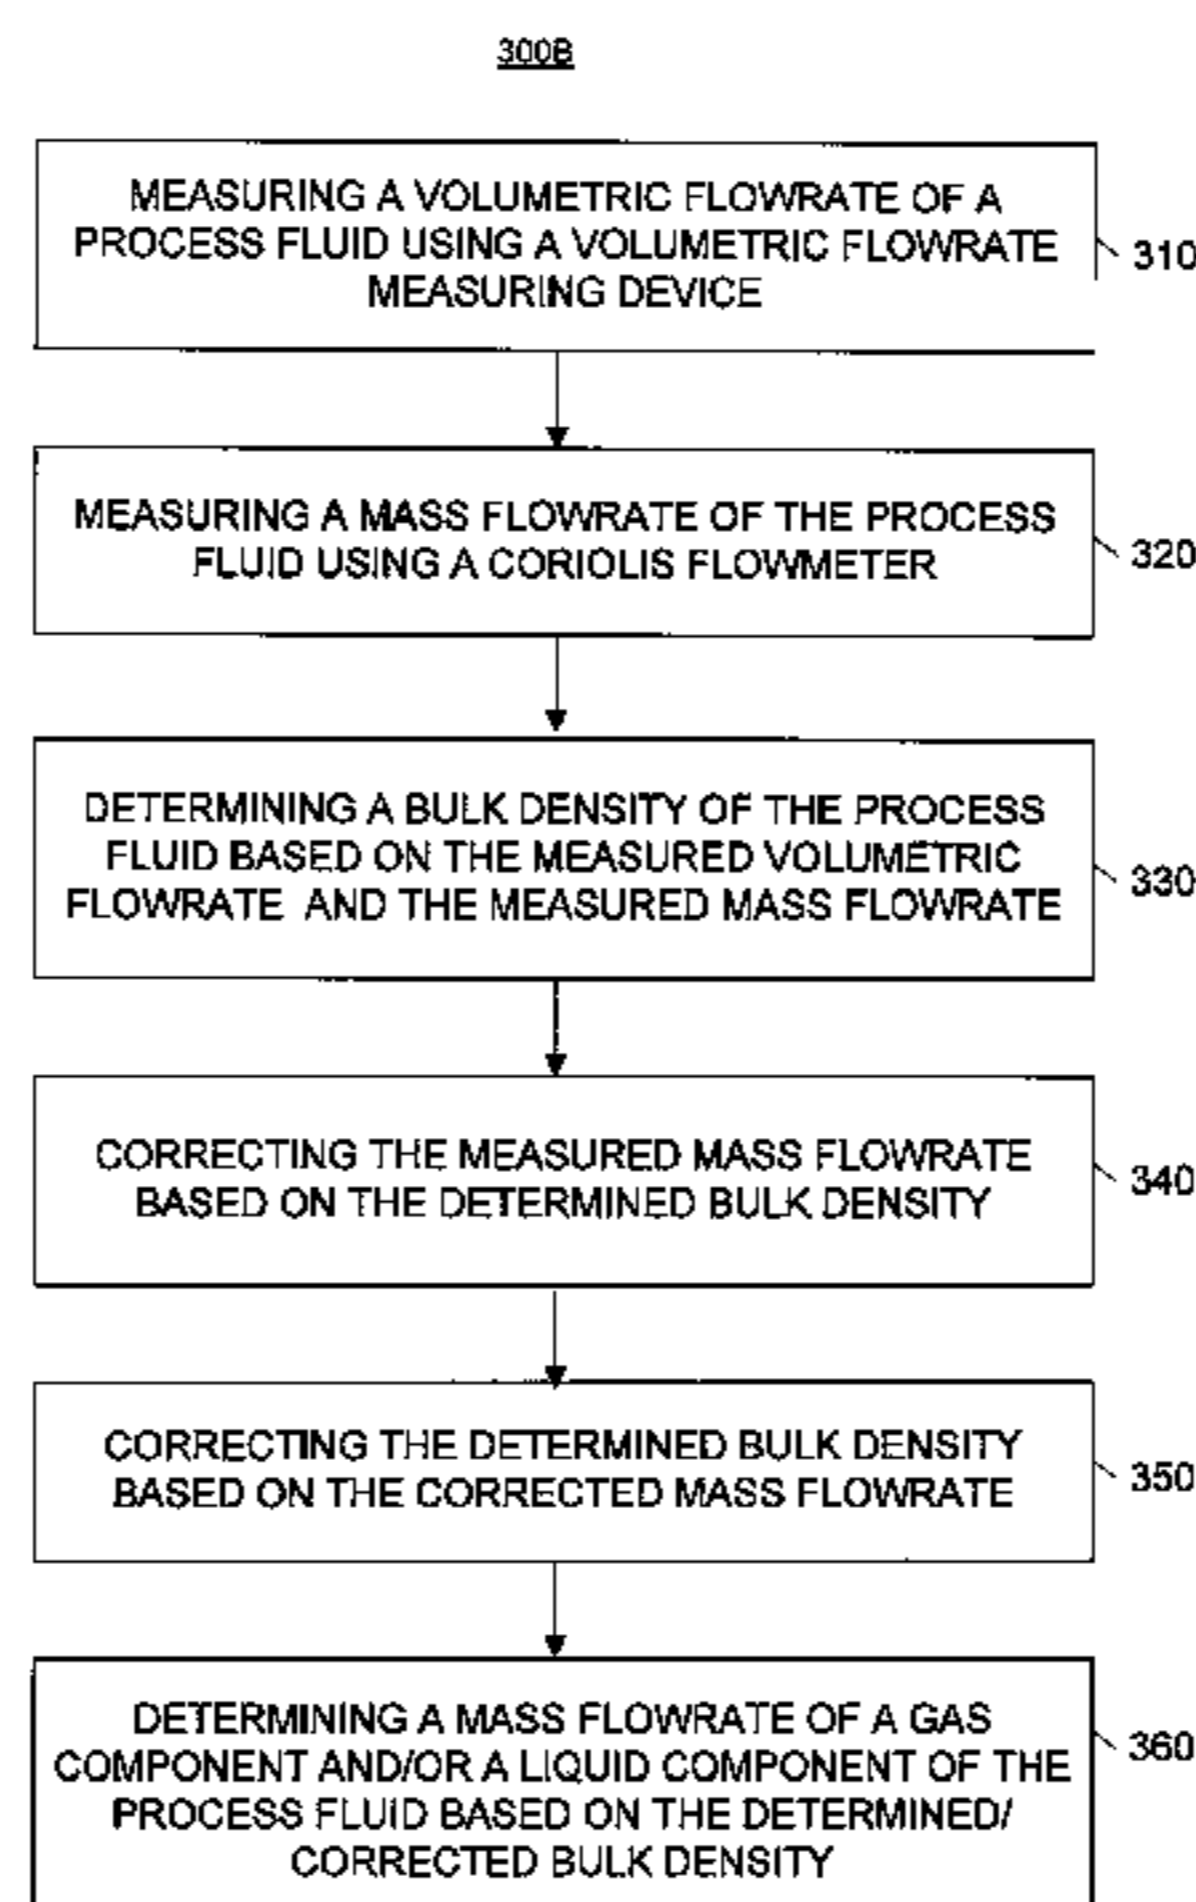 300B
MEASURING A VOLUMETRIC FLOWRATE OF A
PROCESS FLUID USING A VOLUMETRIC FLOWRATE
MEASURING DEVICE
310
MEASURING A MASS FLOWRATE OF THE PROCESS
FLUID USING A CORIOLIS FLOWMETER
320
DETERMINING A BULK DENSITY OF THE PROCESS
FLUID BASED ON THE MEASURED VOLUMETRIC
FLOWRATE AND THE MEASURED MASS FLOWRATE
330
CORRECTING THE MEASURED MASS FLOWRATE
BASED ON THE DETERMINED BULK DENSITY
340
CORRECTING THE DETERMINED BULK DENSITY
BASED ON THE CORRECTED MASS FLOWRATE
350
DETERMINING A MASS FLOWRATE OF A GAS
COMPONENT AND/OR A LIQUID COMPONENT OF THE
PROCESS FLUID BASED ON THE DETERMINED/
CORRECTED BULK DENSITY
360